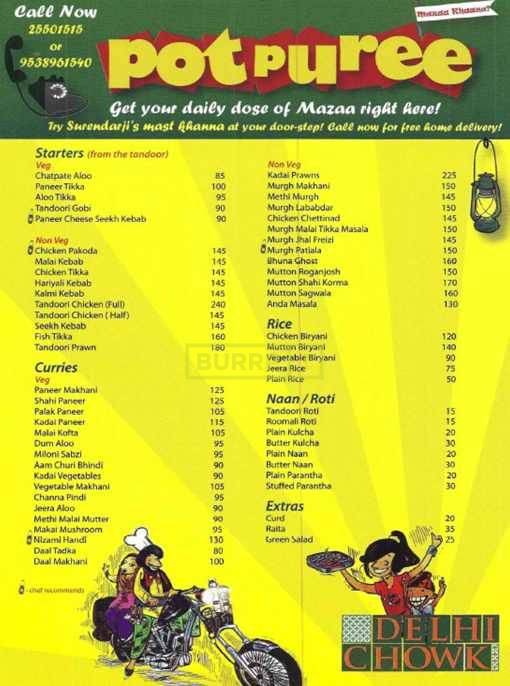 Call Now
25501515
or
9538961540
Maaza Khaana?
pot puree
Get your daily dose of Mazaa right here!
Try Surendarji's mast khanna at your door-step! Call now for free home delivery!
Starters (from the tandoor)
Veg
Chatpate Aloo 85
Paneer Tikka 100
Aloo Tikka 95
Tandoori Gobi 90
Paneer Cheese Seekh Kebab 90
Non Veg
Chicken Pakoda 145
Malai Kebab 145
Chicken Tikka 145
Hariyali Kebab 145
Kalmi Kebab 145
Tandoori Chicken (Full) 240
Tandoori Chicken ( Half) 145
Seekh Kebab 145
Fish Tikka 160
Tandoori Prawn 180
Curries
Veg
Paneer Makhani 125
Shahi Paneer 125
Palak Paneer 105
Kadai Paneer 115
Malai Kofta 105
Dum Aloo 95
Miloni Sabzi 95
Aam Churi Bhindi 90
Kadai Vegetables 90
Vegetable Makhani 105
Channa Pindi 95
Jeera Aloo 90
Methi Malai Mutter 90
Makai Mushroom 95
Nizami Handi 130
Daal Tadka 80
Daal Makhani 100
- chef recommends
Non Veg
Kadai Prawns 225
Murgh Makhani 150
Methi Murgh 145
Murgh Lababdar 150
Chicken Chettinad 145
Murgh Malai Tikka Masala 150
Murgh Jhal Freizi 145
Murgh Patiala 150
Bhuna Ghost 160
Mutton Roganjosh 150
Mutton Shahi Korma 170
Mutton Sagwala 160
Anda Masala 130
Rice
Chicken Biryani 120
Mutton Biryani 140
Vegetable Biryani 90
Jeera Rice 75
Plain Rice 50
Naan / Roti
Tandoori Roti 15
Roomali Roti 15
Plain Kulcha 20
Butter Kulcha 30
Plain Naan 20
Butter Naan 30
Plain Parantha 20
Stuffed Parantha 30
Extras
Curd 20
Raita 35
Green Salad 25
DELHI
CHOWK